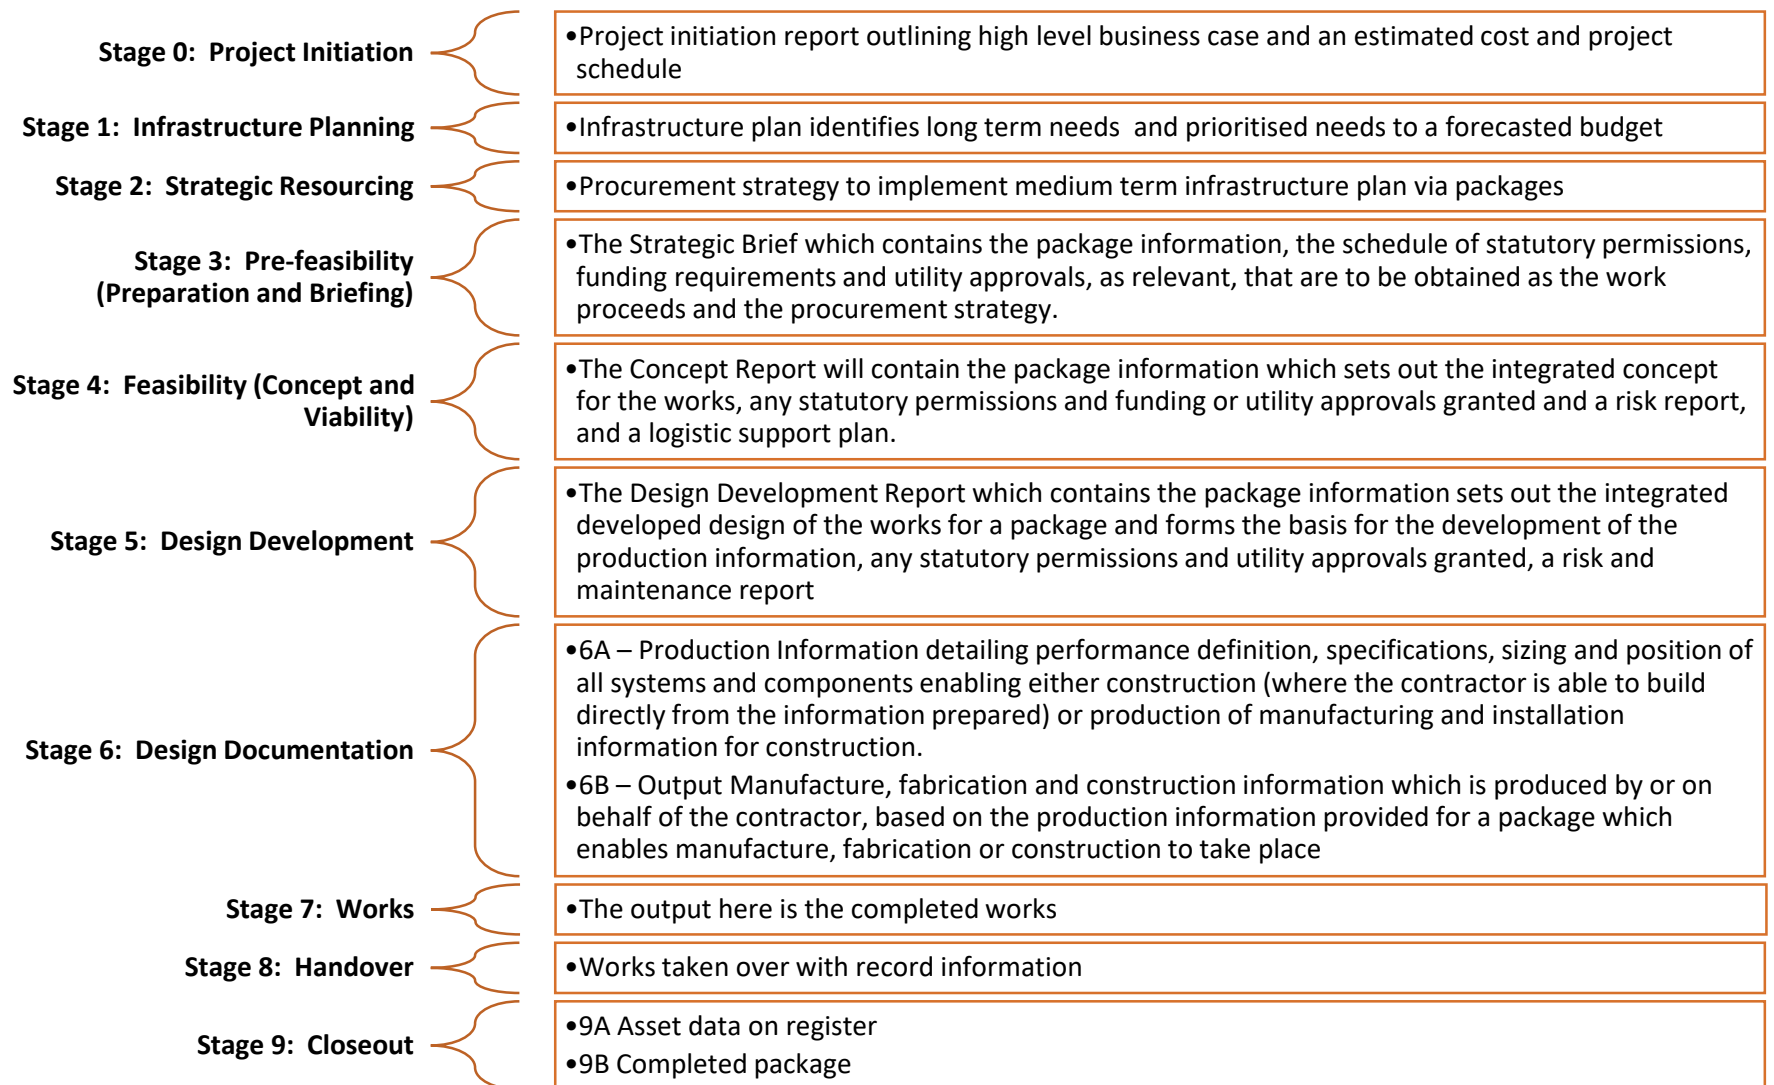 Stage 0:  Project Initiation
•Project initiation report outlining high level business case and an estimated cost and project
schedule
Stage 1:  Infrastructure Planning
•Infrastructure plan identifies long term needs  and prioritised needs to a forecasted budget
Stage 2:  Strategic Resourcing
•Procurement strategy to implement medium term infrastructure plan via packages
Stage 3:  Pre-feasibility
(Preparation and Briefing)
•The Strategic Brief which contains the package information, the schedule of statutory permissions,
funding requirements and utility approvals, as relevant, that are to be obtained as the work
proceeds and the procurement strategy.
Stage 4:  Feasibility (Concept and
Viability)
•The Concept Report will contain the package information which sets out the integrated concept
for the works, any statutory permissions and funding or utility approvals granted and a risk report,
and a logistic support plan.
Stage 5:  Design Development
•The Design Development Report which contains the package information sets out the integrated
developed design of the works for a package and forms the basis for the development of the
production information, any statutory permissions and utility approvals granted, a risk and
maintenance report
Stage 6:  Design Documentation
•6A – Production Information detailing performance definition, specifications, sizing and position of
all systems and components enabling either construction (where the contractor is able to build
directly from the information prepared) or production of manufacturing and installation
information for construction.
•6B – Output Manufacture, fabrication and construction information which is produced by or on
behalf of the contractor, based on the production information provided for a package which
enables manufacture, fabrication or construction to take place
Stage 7:  Works
•The output here is the completed works
Stage 8:  Handover
•Works taken over with record information
Stage 9:  Closeout
•9A Asset data on register
•9B Completed package